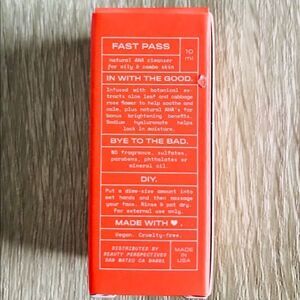 FAST PASS
10
ml
natural AHA cleanser
for oily & combo skin
IN WITH THE GOOD.
Infused with botanical ex-
tracts aloe leaf and cabbage
rose flower to help soothe and
calm, plus natural AHA's for
bonus brightening benefits.
Sodium hyaluronate helps
lock in moisture.
BYE TO THE BAD.
NO fragrance, sulfates,
parabens, phthalates or
mineral oil.
DIY.
Put a dime-size amount into
wet hands and then massage
your face. Rinse & pat dry.
For external use only.
MADE WITH ♥.
Vegan. Cruelty-free.
DISTRIBUTED BY
BEAUTY PERSPECTIVES
SAN MATEO CA
MADE
IN
USA